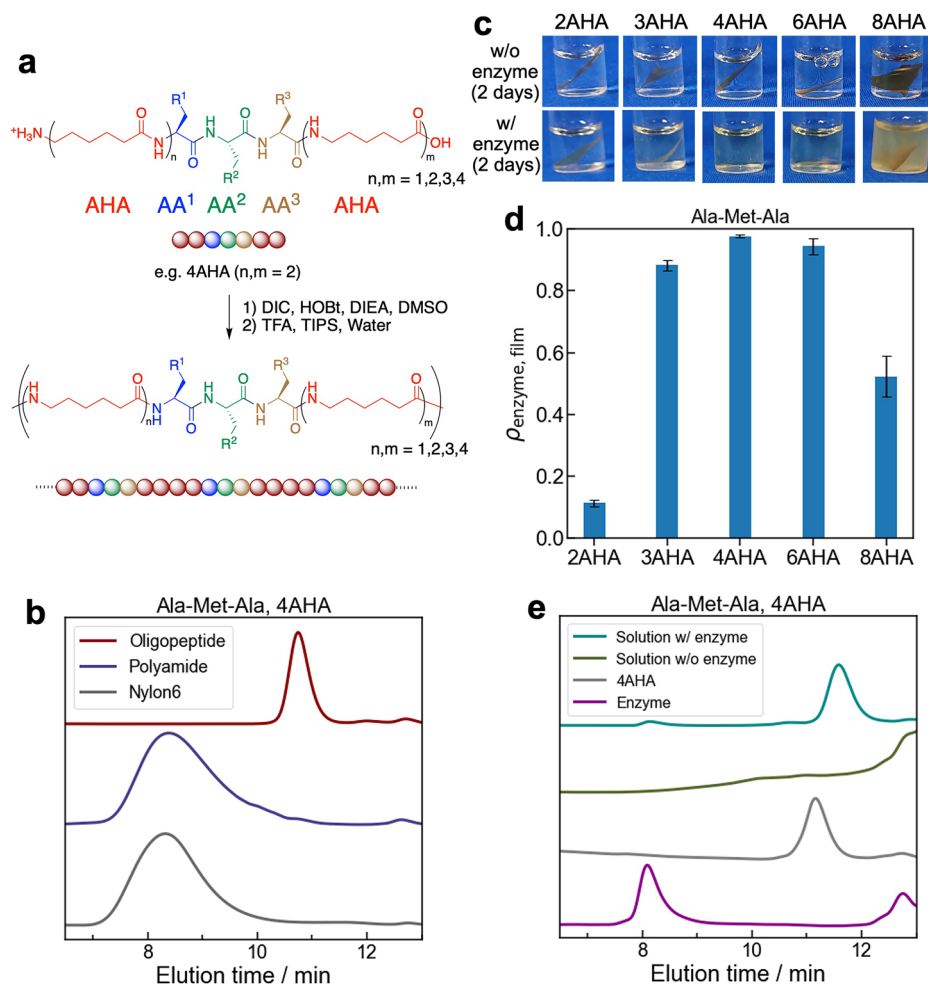 a
R¹
R³
O
O
H
N
O
⁺H₃N
N
H
n
O
R²
N
H
O
N
H
m
OH
n,m = 1,2,3,4
AHA AA¹ AA² AA³ AHA
e.g. 4AHA (n,m = 2)
1) DIC, HOBt, DIEA, DMSO
2) TFA, TIPS, Water
R¹
R³
H
N
O
H
N
O
H
N
O
n
N
H
O
R²
N
H
O
m
n,m = 1,2,3,4
c
2AHA 3AHA 4AHA 6AHA 8AHA
w/o
enzyme
(2 days)
w/
enzyme
(2 days)
d
Ala-Met-Ala
1.0
0.8
0.6
0.4
0.2
0.0
ρenzyme, film
2AHA 3AHA 4AHA 6AHA 8AHA
b
Ala-Met-Ala, 4AHA
Oligopeptide
Polyamide
Nylon6
8 10 12
Elution time / min
e
Ala-Met-Ala, 4AHA
Solution w/ enzyme
Solution w/o enzyme
4AHA
Enzyme
8 10 12
Elution time / min